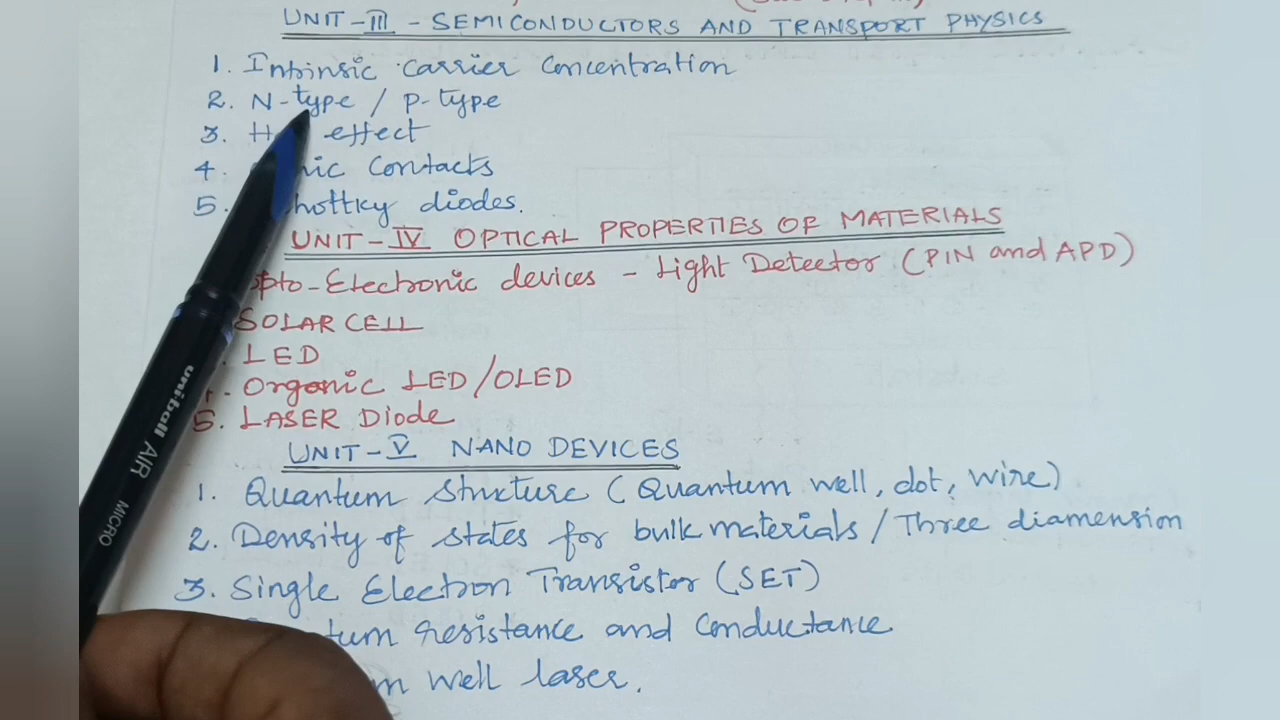 UNIT-III - SEMICONDUCTORS AND TRANSPORT PHYSICS
1. Intrinsic Carrier Concentration
2. N-type / P-type
3. effect
4. Contacts
5. diodes.
UNIT-IV OPTICAL PROPERTIES OF MATERIALS
pto-Electronic devices - Light Detector (PIN and APD)
SOLAR CELL
LED
Organic LED/OLED
5. LASER Diode
UNIT-V NANO DEVICES
1. Quantum Structure (Quantum well, dot, wire)
2. Density of states for bulk materials / Three diamension
3. Single Electron Transistor (SET)
resistance and conductance
well laser.
uni-ball AIR MICRO